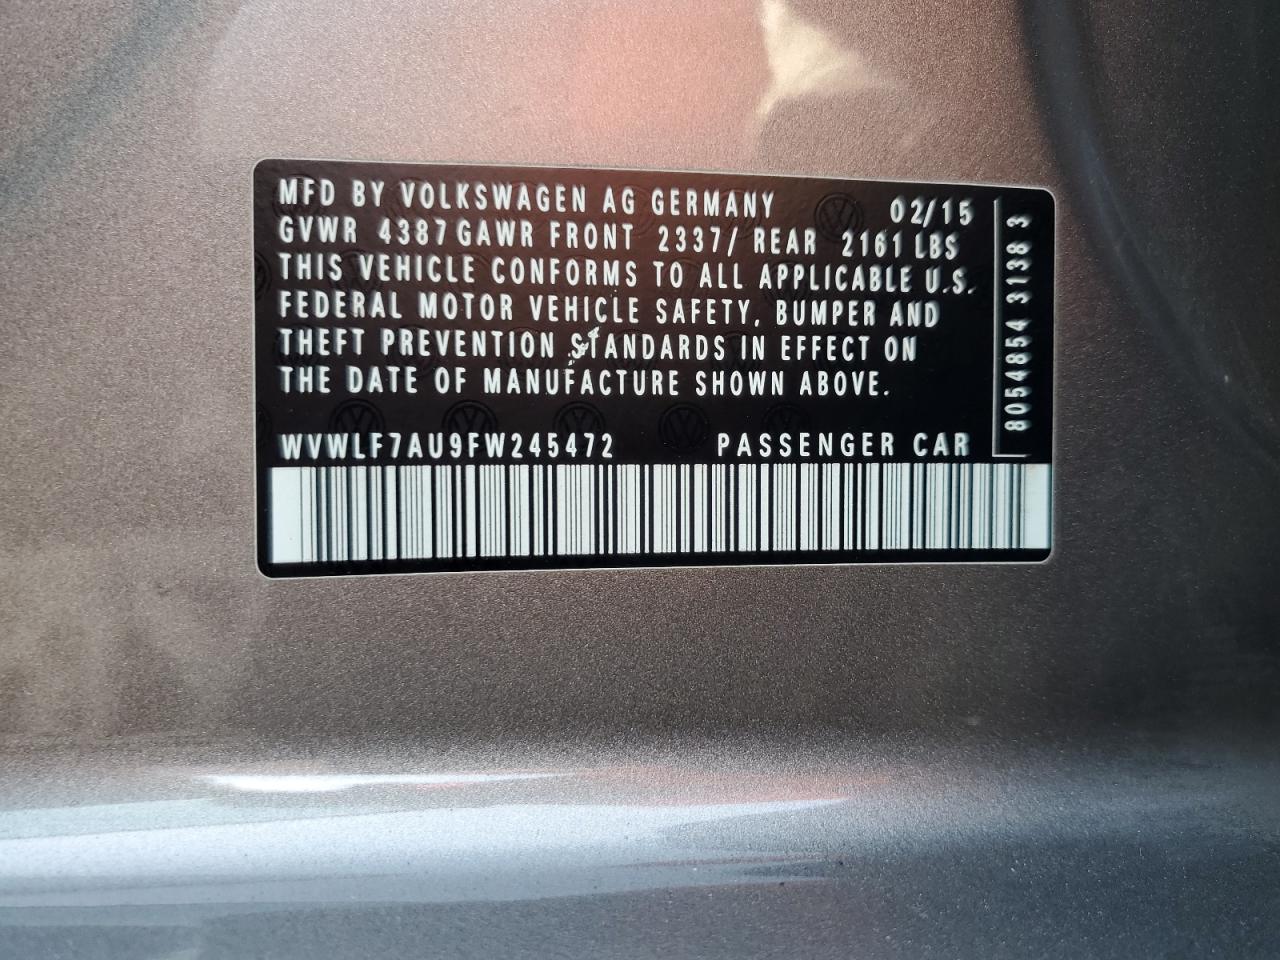 MFD BY VOLKSWAGEN AG GERMANY 02/15
GVWR 4387 GAWR FRONT 2337/ REAR 2161 LBS
THIS VEHICLE CONFORMS TO ALL APPLICABLE U.S.
FEDERAL MOTOR VEHICLE SAFETY, BUMPER AND
THEFT PREVENTION STANDARDS IN EFFECT ON
THE DATE OF MANUFACTURE SHOWN ABOVE.
WVWLF7AU9FW245472 PASSENGER CAR
8054854 3138 3